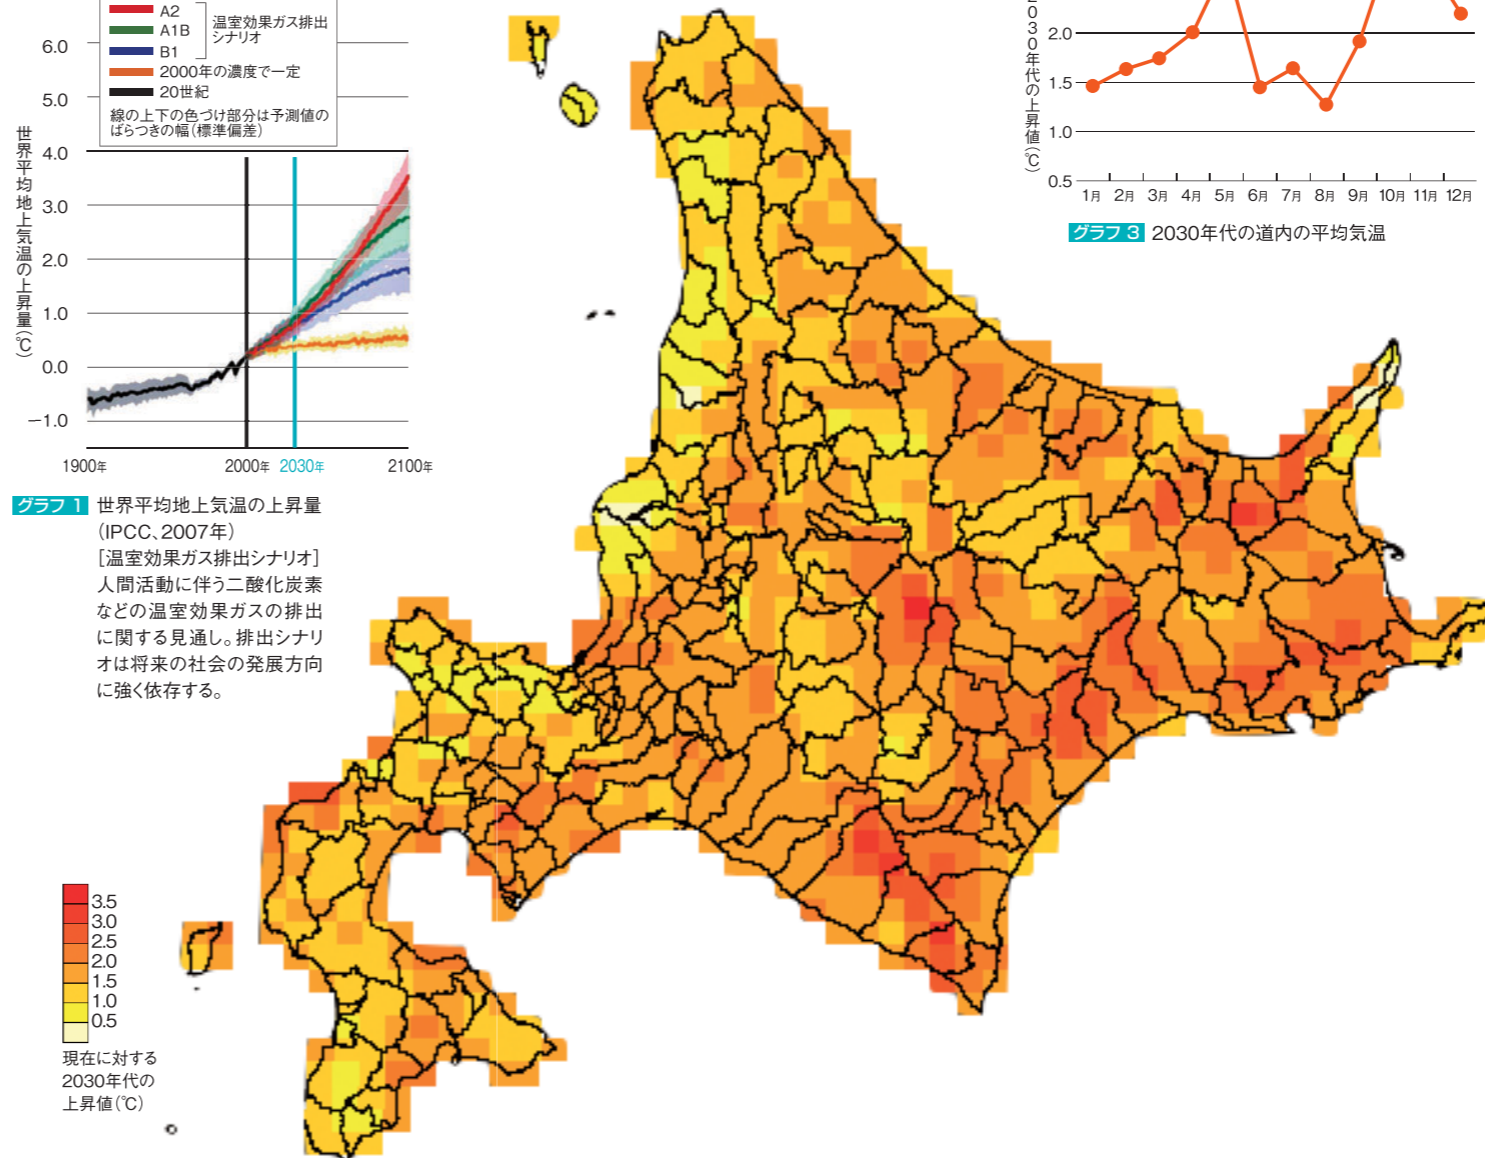 A2
A1B
B1
温室効果ガス排出
シナリオ
2000年の濃度で一定
20世紀
線の上下の色づけ部分は予測値の
ばらつきの幅(標準偏差)
世界平均地上気温の上昇量(℃)
6.0
5.0
4.0
3.0
2.0
1.0
0.0
－1.0
1900年
2000年
2030年
2100年
グラフ 1 世界平均地上気温の上昇量
(IPCC、2007年)
[温室効果ガス排出シナリオ]
人間活動に伴う二酸化炭素
などの温室効果ガスの排出
に関する見通し。排出シナリ
オは将来の社会の発展方向
に強く依存する。
2030年代の上昇値(℃)
2.0
1.5
1.0
0.5
1月 2月 3月 4月 5月 6月 7月 8月 9月 10月 11月 12月
グラフ 3 2030年代の道内の平均気温
3.5
3.0
2.5
2.0
1.5
1.0
0.5
現在に対する
2030年代の
上昇値(℃)